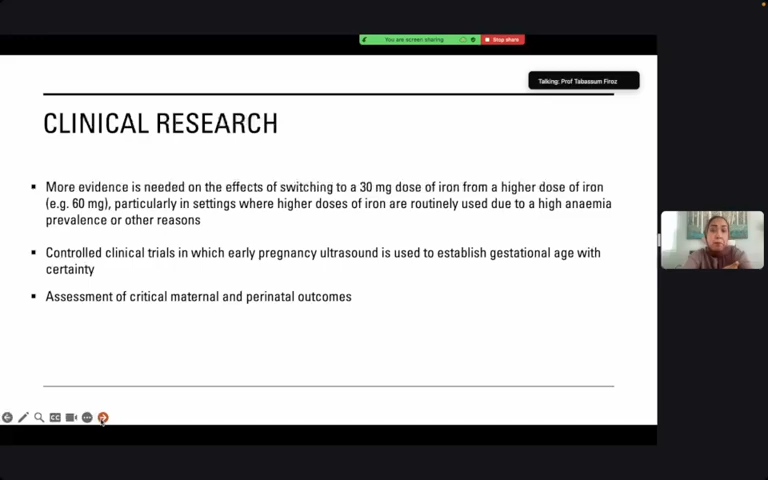 You are screen sharing
Stop share
Talking: Prof Tabassum Firoz
CLINICAL RESEARCH
▪ More evidence is needed on the effects of switching to a 30 mg dose of iron from a higher dose of iron
(e.g. 60 mg), particularly in settings where higher doses of iron are routinely used due to a high anaemia
prevalence or other reasons
▪ Controlled clinical trials in which early pregnancy ultrasound is used to establish gestational age with
certainty
▪ Assessment of critical maternal and perinatal outcomes
CC